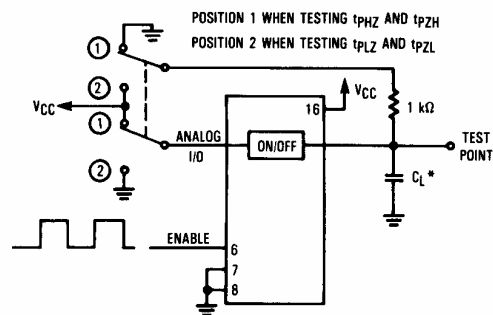 POSITION 1 WHEN TESTING tPHZ AND tPZH
POSITION 2 WHEN TESTING tPLZ AND tPZL
1
2
VCC
1
2
16
VCC
1 kΩ
ANALOG
I/O
ON/OFF
TEST
POINT
CL*
ENABLE
6
7
8